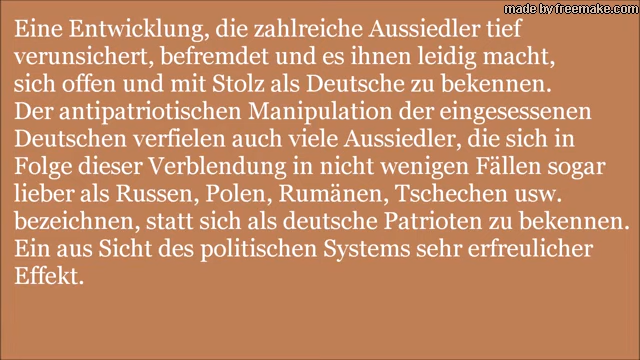 made by freemake.com
Eine Entwicklung, die zahlreiche Aussiedler tief
verunsichert, befremdet und es ihnen leidig macht,
sich offen und mit Stolz als Deutsche zu bekennen.
Der antipatriotischen Manipulation der eingesessenen
Deutschen verfielen auch viele Aussiedler, die sich in
Folge dieser Verblendung in nicht wenigen Fällen sogar
lieber als Russen, Polen, Rumänen, Tschechen usw.
bezeichnen, statt sich als deutsche Patrioten zu bekennen.
Ein aus Sicht des politischen Systems sehr erfreulicher
Effekt.